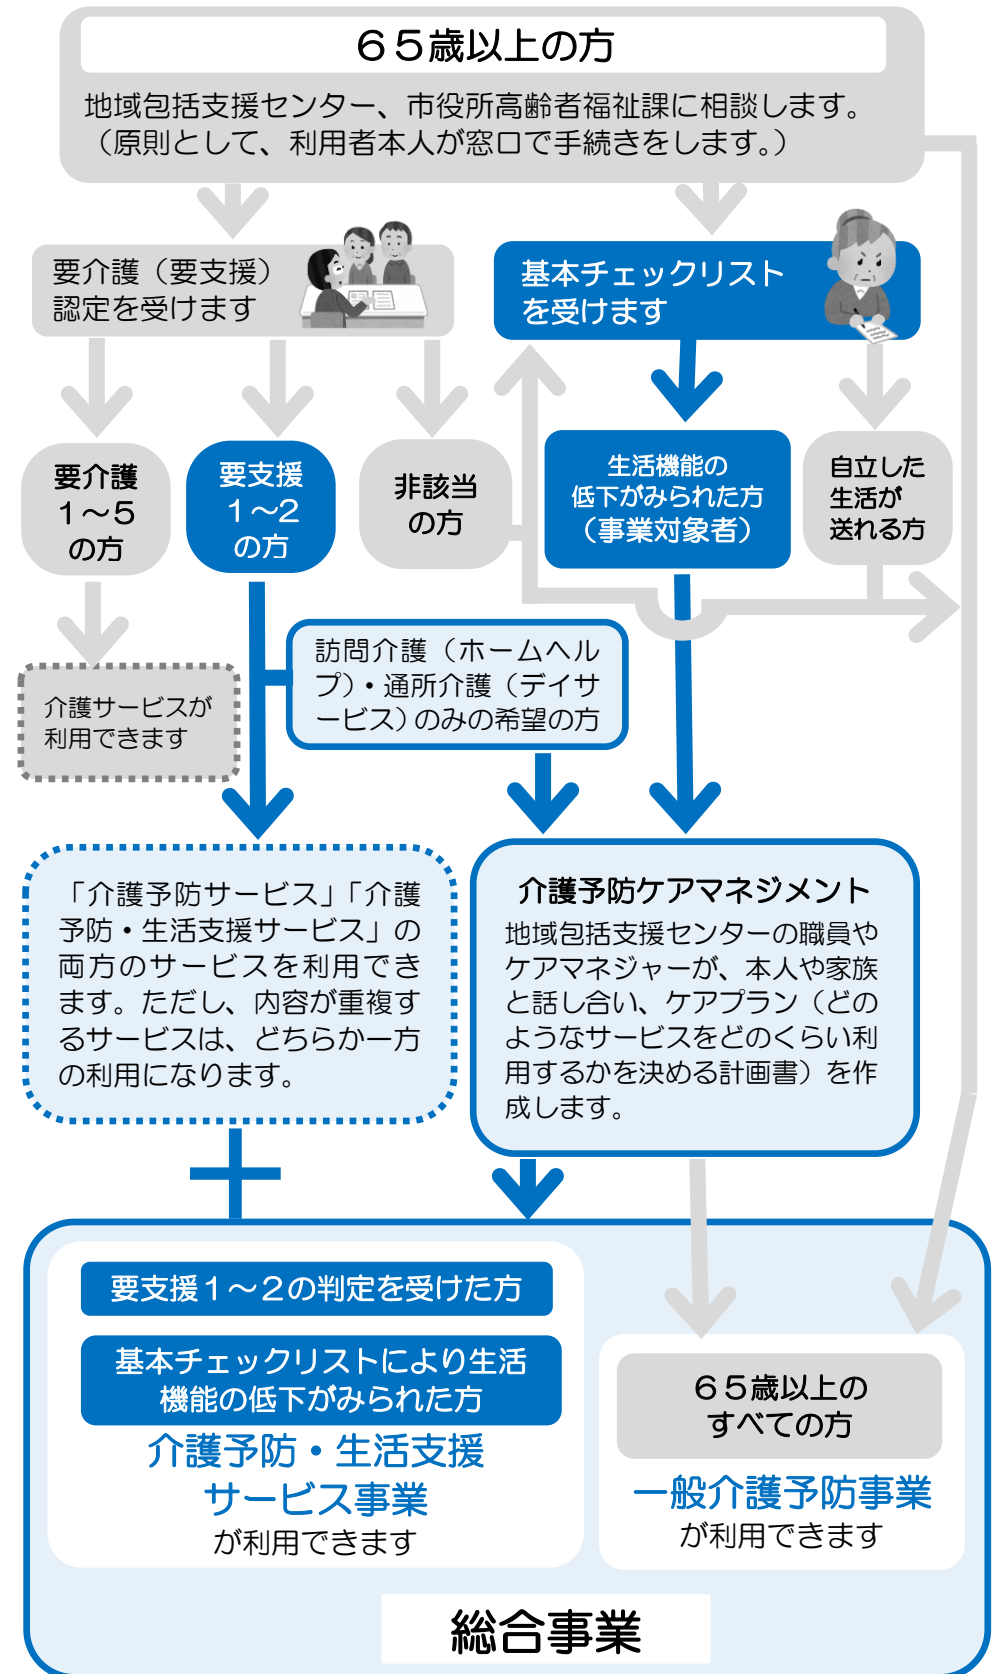 ６５歳以上の方
地域包括支援センター、市役所高齢者福祉課に相談します。
（原則として、利用者本人が窓口で手続きをします。）
要介護（要支援）
認定を受けます
基本チェックリスト
を受けます
要介護
１～５
の方
要支援
１～２
の方
非該当
の方
生活機能の
低下がみられた方
（事業対象者）
自立した
生活が
送れる方
訪問介護（ホームヘル
プ）・通所介護（デイサ
ービス）のみの希望の方
介護サービスが
利用できます
「介護予防サービス」「介護
予防・生活支援サービス」の
両方のサービスを利用でき
ます。ただし、内容が重複す
るサービスは、どちらか一方
の利用になります。
介護予防ケアマネジメント
地域包括支援センターの職員や
ケアマネジャーが、本人や家族
と話し合い、ケアプラン（どの
ようなサービスをどのくらい利
用するかを決める計画書）を作
成します。
要支援１～２の判定を受けた方
基本チェックリストにより生活
機能の低下がみられた方
介護予防・生活支援
サービス事業
が利用できます
６５歳以上の
すべての方
一般介護予防事業
が利用できます
総合事業